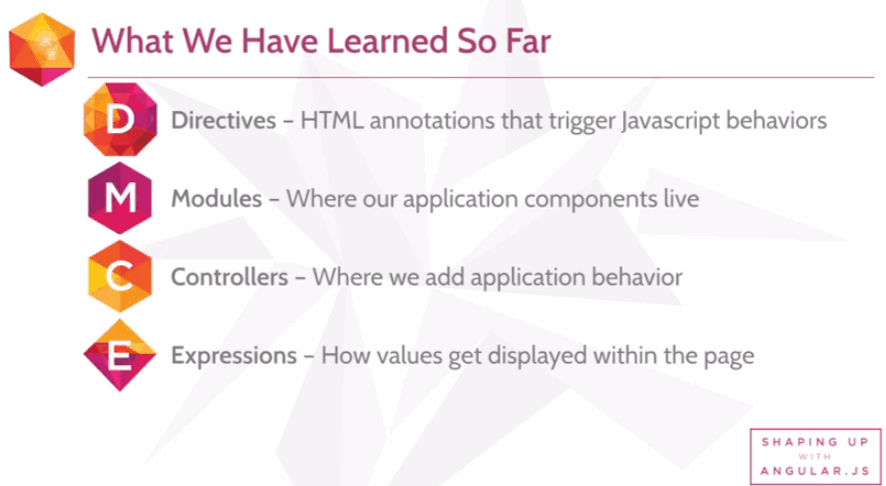 What We Have Learned So Far
D Directives – HTML annotations that trigger Javascript behaviors
M Modules – Where our application components live
C Controllers – Where we add application behavior
E Expressions – How values get displayed within the page
SHAPING UP
WITH
ANGULAR.JS